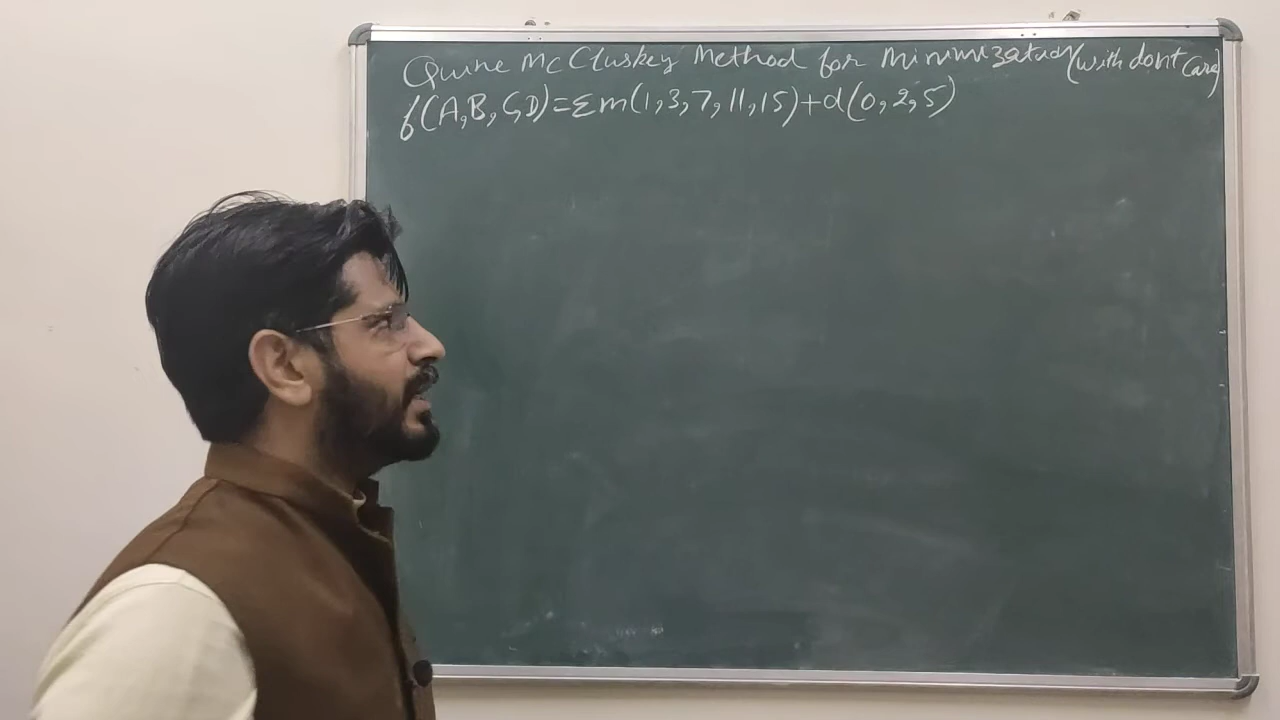 Quine McCluskey Method for Minimization (with dont care)
f(A,B,C,D)=Σm(1,3,7,11,15)+d(0,2,5)